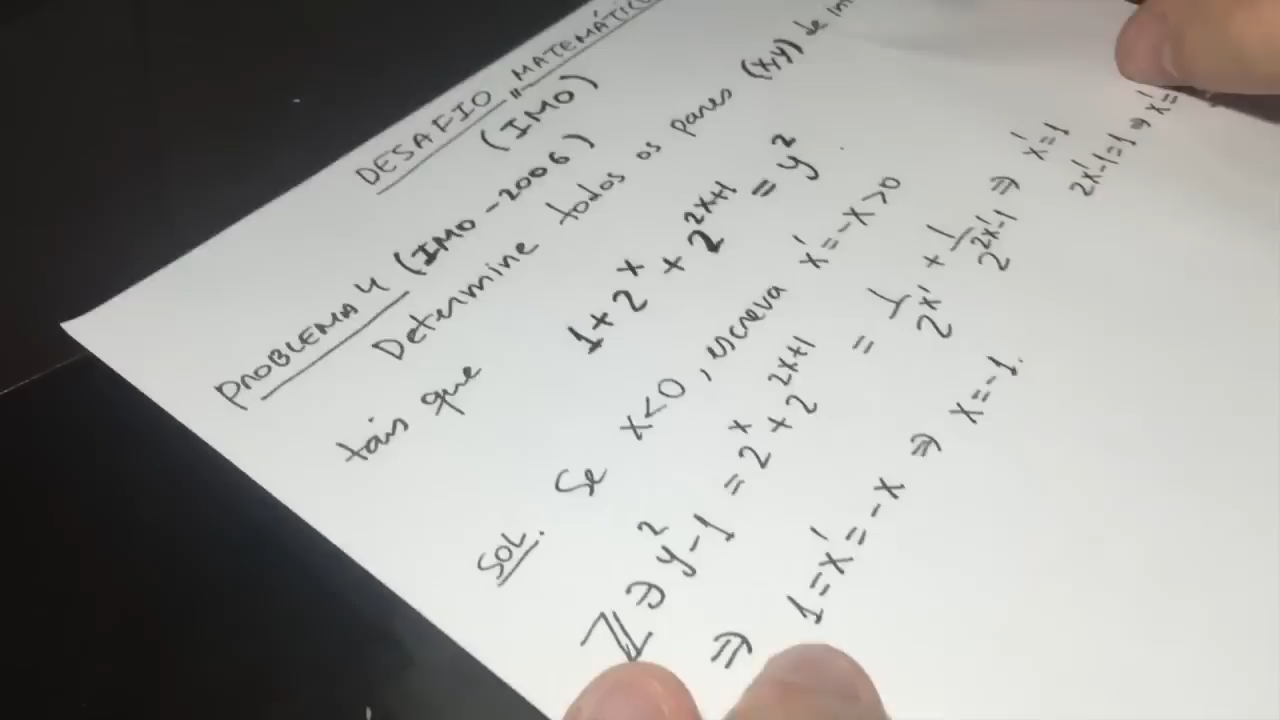 DESAFIO "MATEMÁTIC
(IMO)
PROBLEMA 4 (IMO-2006)
Determine todos os pares (x,y) de
tais que
1 + 2^x + 2^{2x+1} = y^2.
SOL. Se x<0, escreva x' = -x > 0
ℤ ∋ y^2 - 1 = 2^x + 2^{2x+1} = 1/2^{x'} + 1/2^{2x'-1} ⇒ x' = 1
2x'-1 = 1 ⇒ x' =
⇒ 1 = x' = -x ⇒ x = -1.